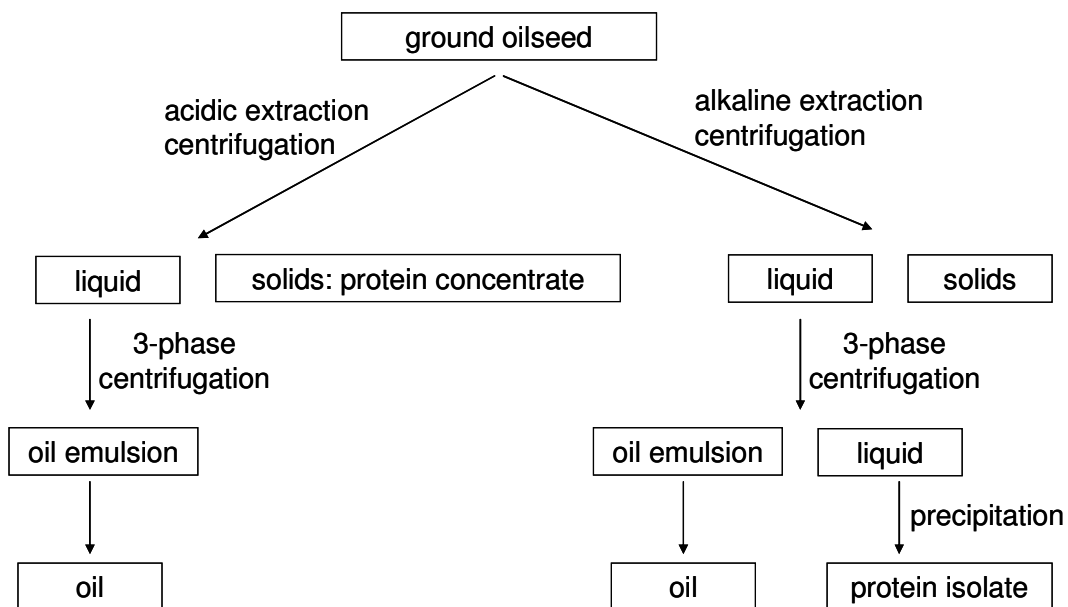 ground oilseed
acidic extraction
centrifugation
alkaline extraction
centrifugation
liquid
solids: protein concentrate
liquid
solids
3-phase
centrifugation
3-phase
centrifugation
oil emulsion
oil emulsion
liquid
precipitation
oil
oil
protein isolate